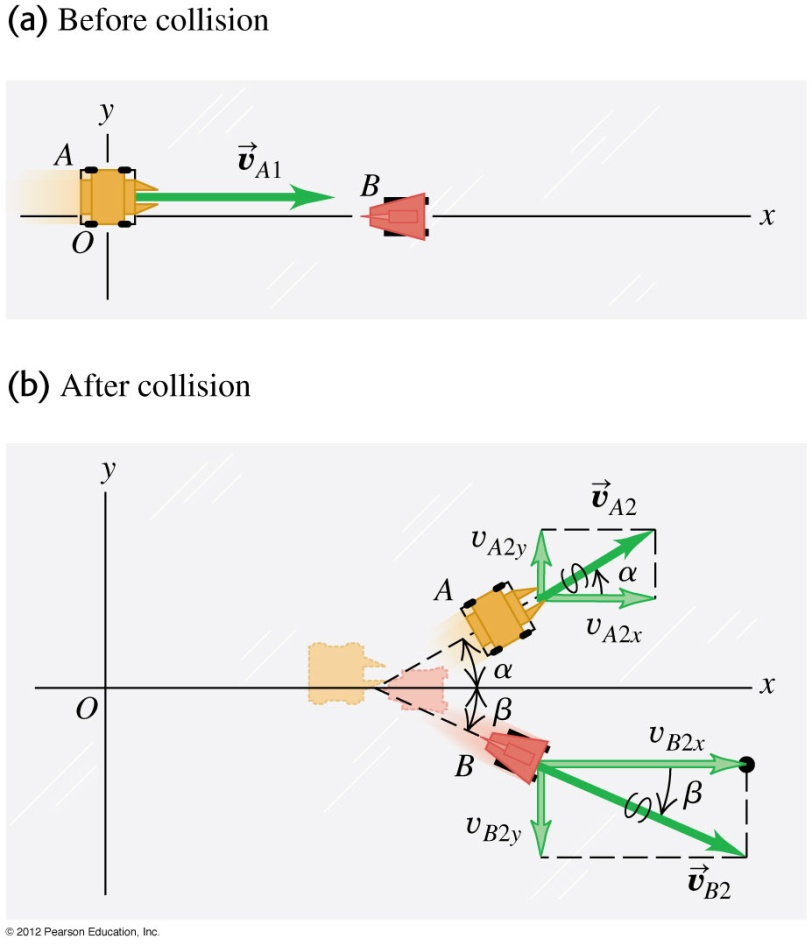 (a) Before collision
y
A
v⃗A1
B
x
O
(b) After collision
y
v⃗A2
vA2y
A
α
vA2x
α
x
O
β
vB2x
B
β
vB2y
v⃗B2
© 2012 Pearson Education, Inc.